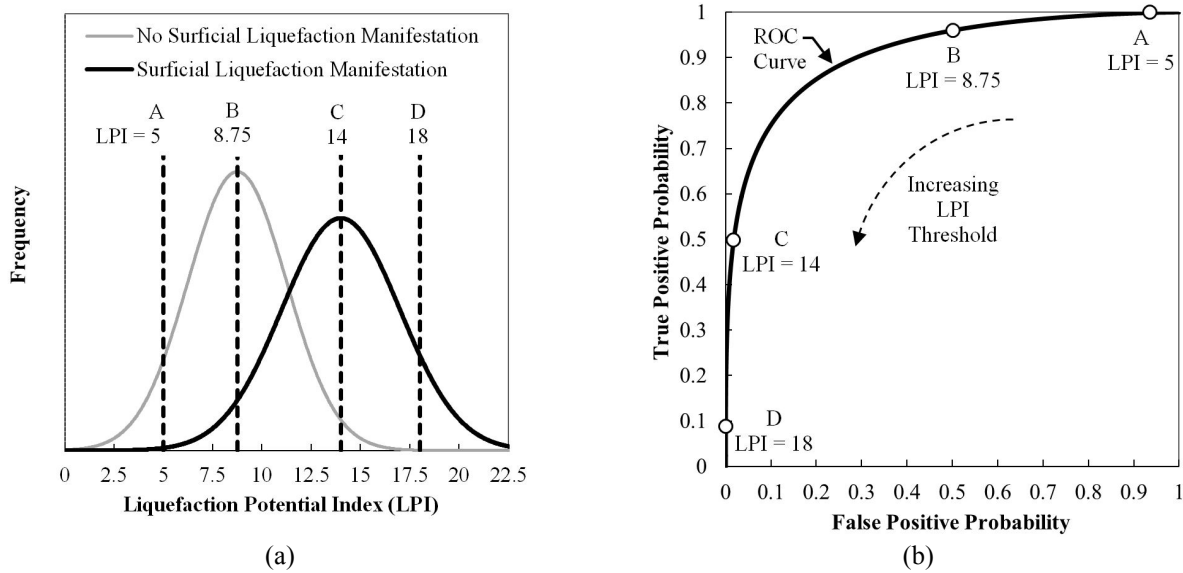 No Surficial Liquefaction Manifestation
Surficial Liquefaction Manifestation
A B C D
LPI = 5 8.75 14 18
Frequency
0 2.5 5 7.5 10 12.5 15 17.5 20 22.5
Liquefaction Potential Index (LPI)
(a)
1
0.9
0.8
0.7
0.6
0.5
0.4
0.3
0.2
0.1
0
True Positive Probability
ROC
Curve
A
LPI = 5
B
LPI = 8.75
Increasing
LPI
Threshold
C
LPI = 14
D
LPI = 18
0 0.1 0.2 0.3 0.4 0.5 0.6 0.7 0.8 0.9 1
False Positive Probability
(b)